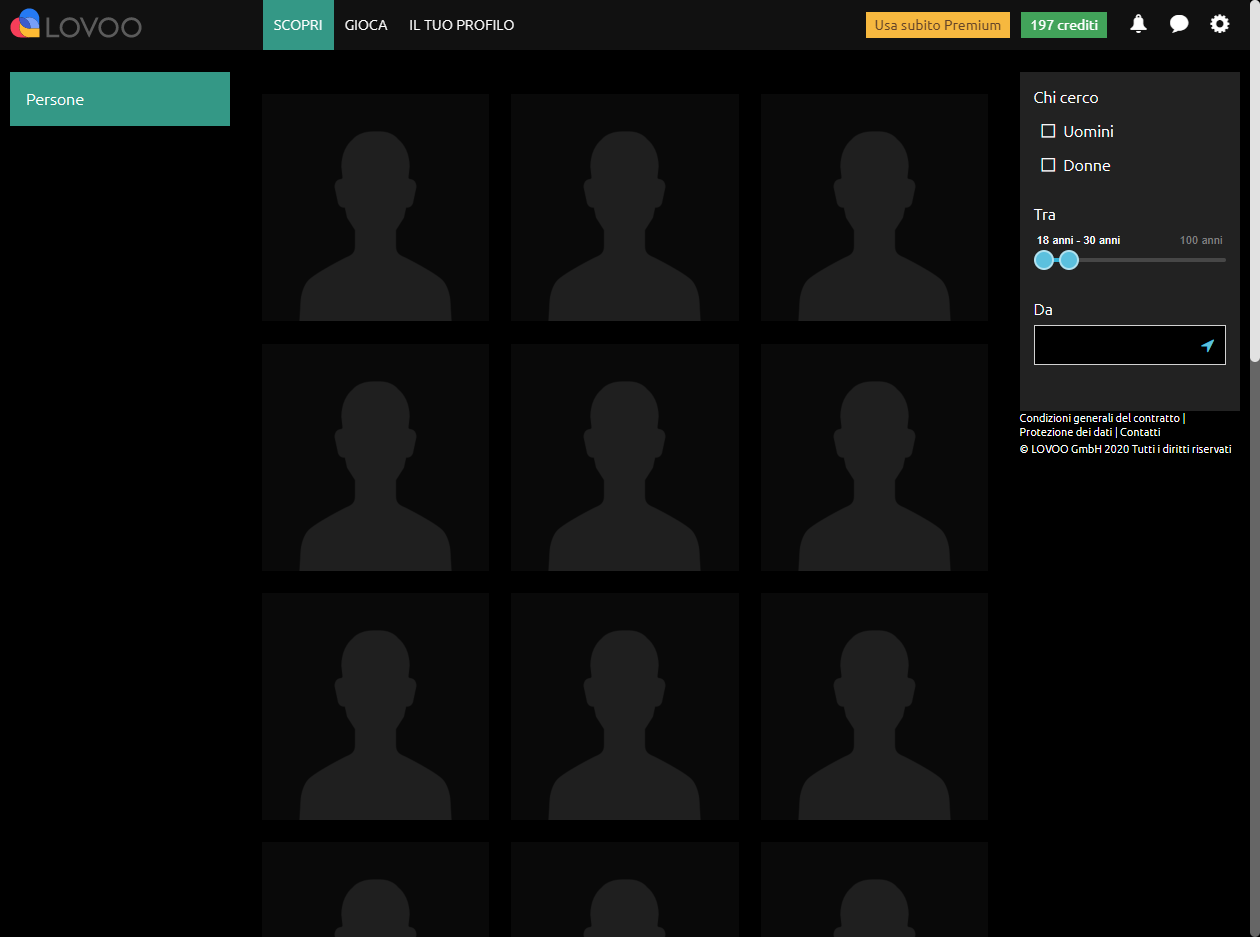 LOVOO
SCOPRI
GIOCA
IL TUO PROFILO
Usa subito Premium
197 crediti
Persone
Chi cerco
Uomini
Donne
Tra
18 anni - 30 anni
100 anni
Da
Condizioni generali del contratto |
Protezione dei dati | Contatti
© LOVOO GmbH 2020 Tutti i diritti riservati